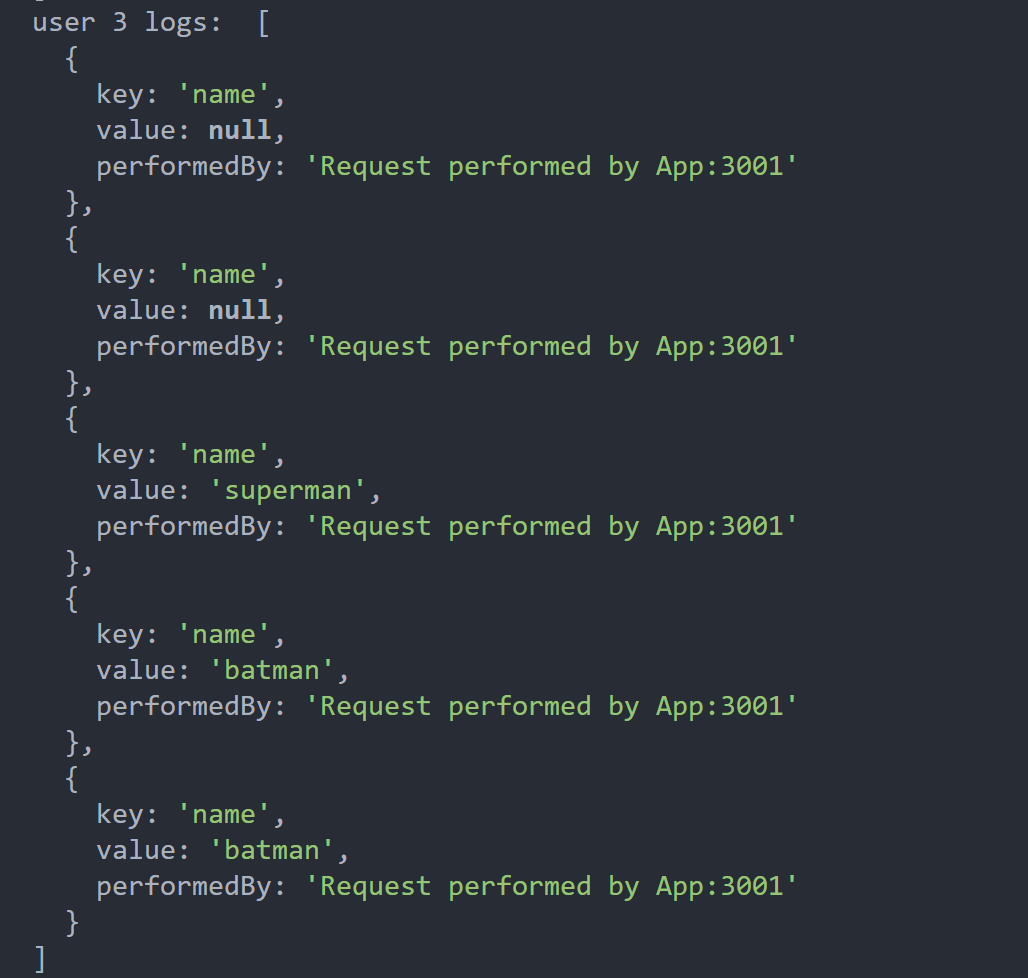 user 3 logs:  [
  {
    key: 'name',
    value: null,
    performedBy: 'Request performed by App:3001'
  },
  {
    key: 'name',
    value: null,
    performedBy: 'Request performed by App:3001'
  },
  {
    key: 'name',
    value: 'superman',
    performedBy: 'Request performed by App:3001'
  },
  {
    key: 'name',
    value: 'batman',
    performedBy: 'Request performed by App:3001'
  },
  {
    key: 'name',
    value: 'batman',
    performedBy: 'Request performed by App:3001'
  }
]